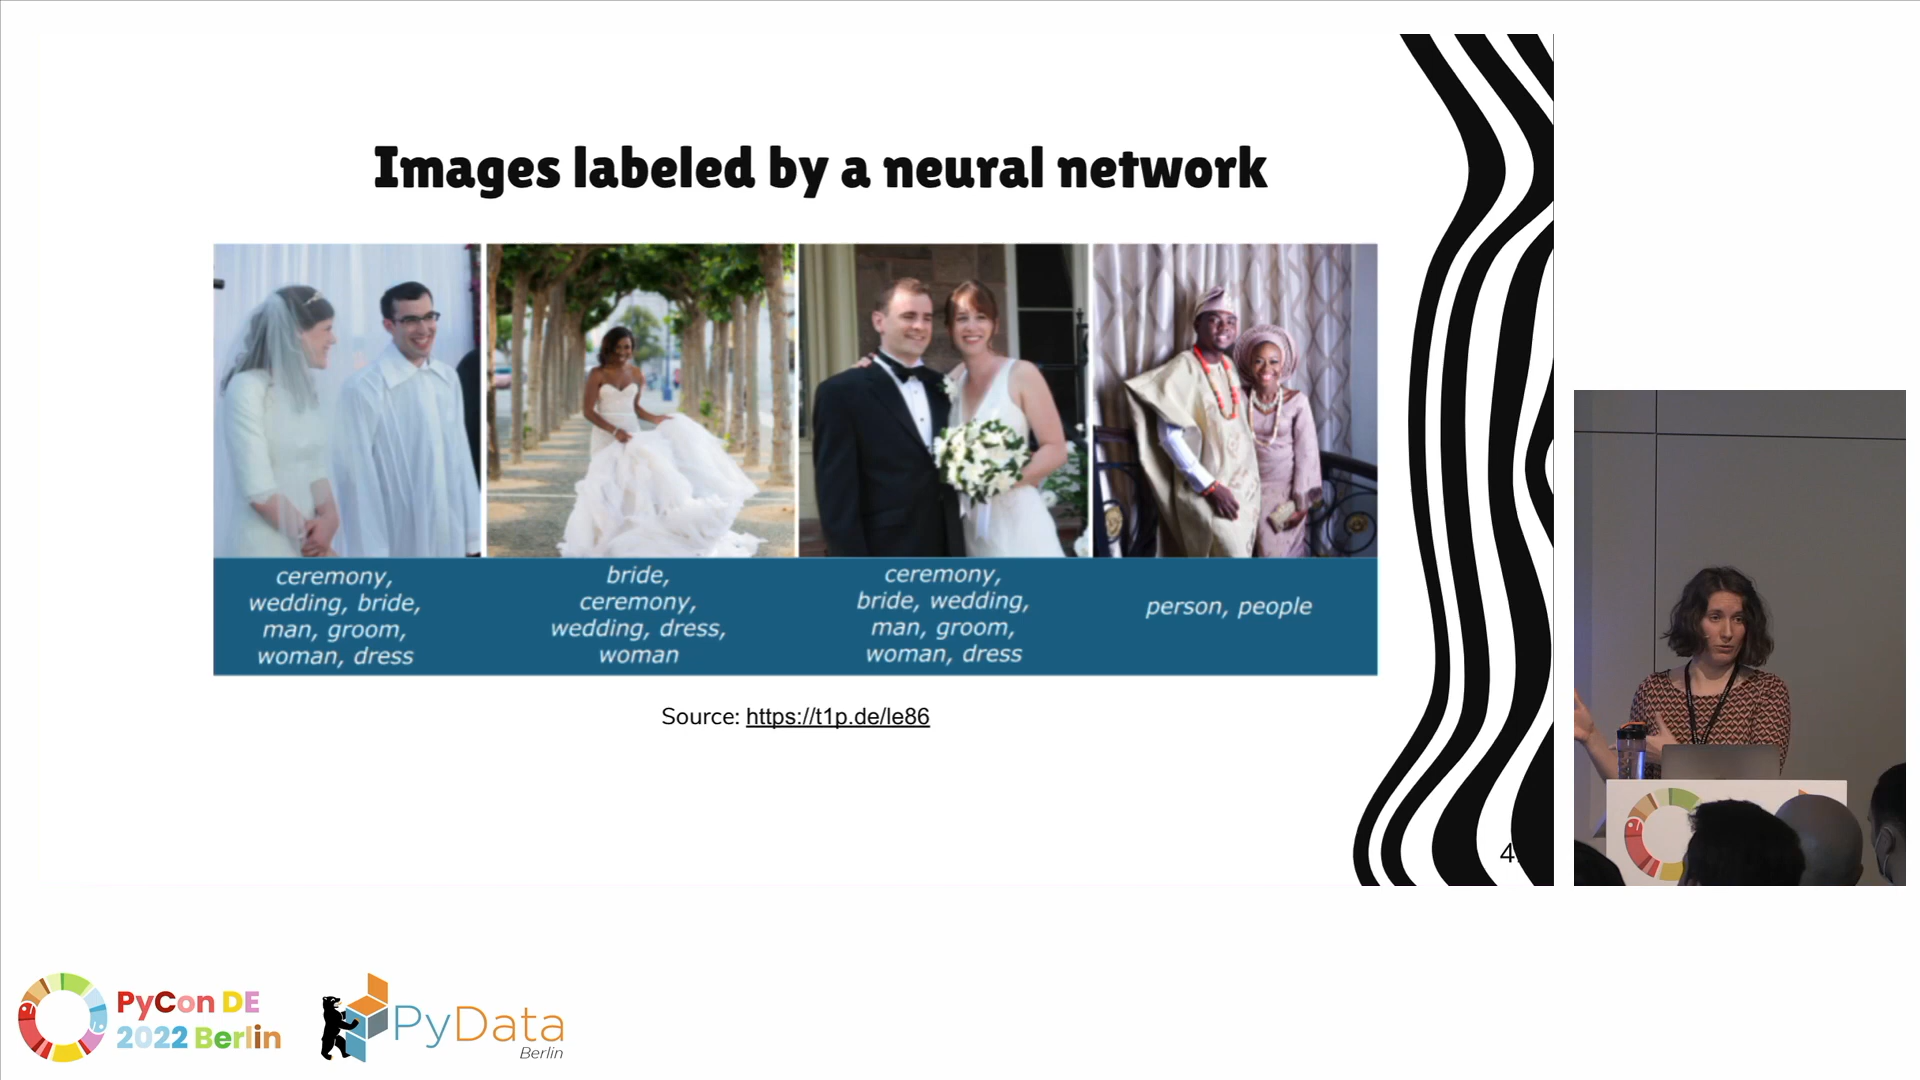 Images labeled by a neural network
ceremony,
wedding, bride,
man, groom,
woman, dress
bride,
ceremony,
wedding, dress,
woman
ceremony,
bride, wedding,
man, groom,
woman, dress
person, people
Source: https://t1p.de/le86
PyCon DE
2022 Berlin
PyData
Berlin